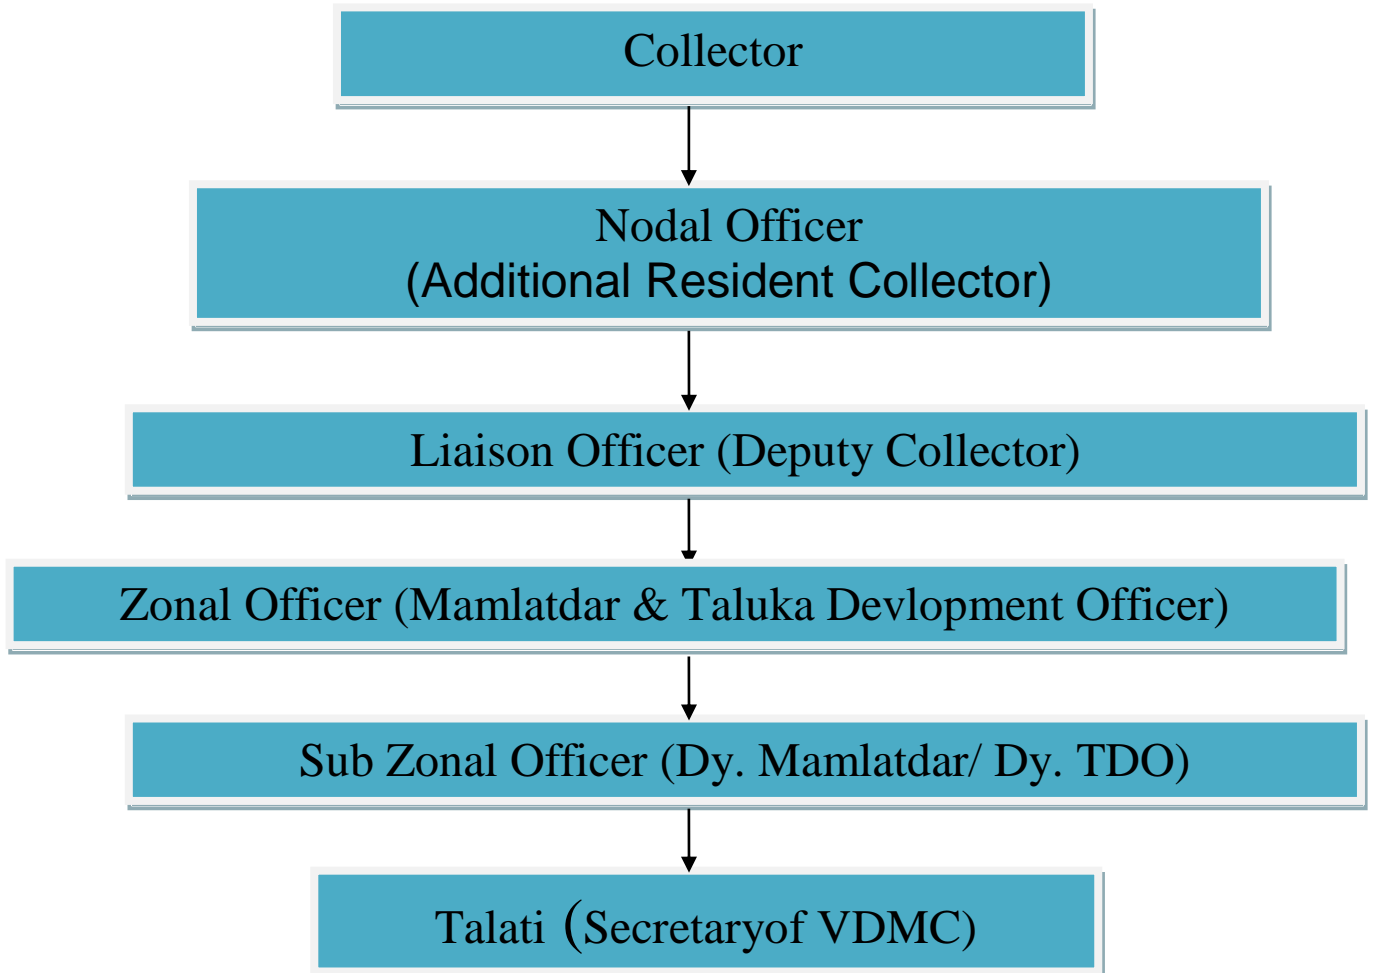 Collector
Nodal Officer
(Additional Resident Collector)
Liaison Officer (Deputy Collector)
Zonal Officer (Mamlatdar & Taluka Devlopment Officer)
Sub Zonal Officer (Dy. Mamlatdar/ Dy. TDO)
Talati (Secretaryof VDMC)